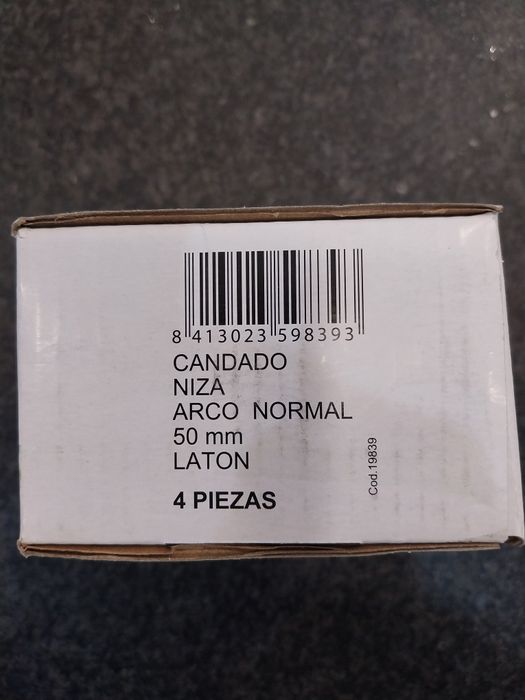 8 413023 598393
CANDADO
NIZA
ARCO NORMAL
50 mm
LATON
4 PIEZAS
Cod.19839